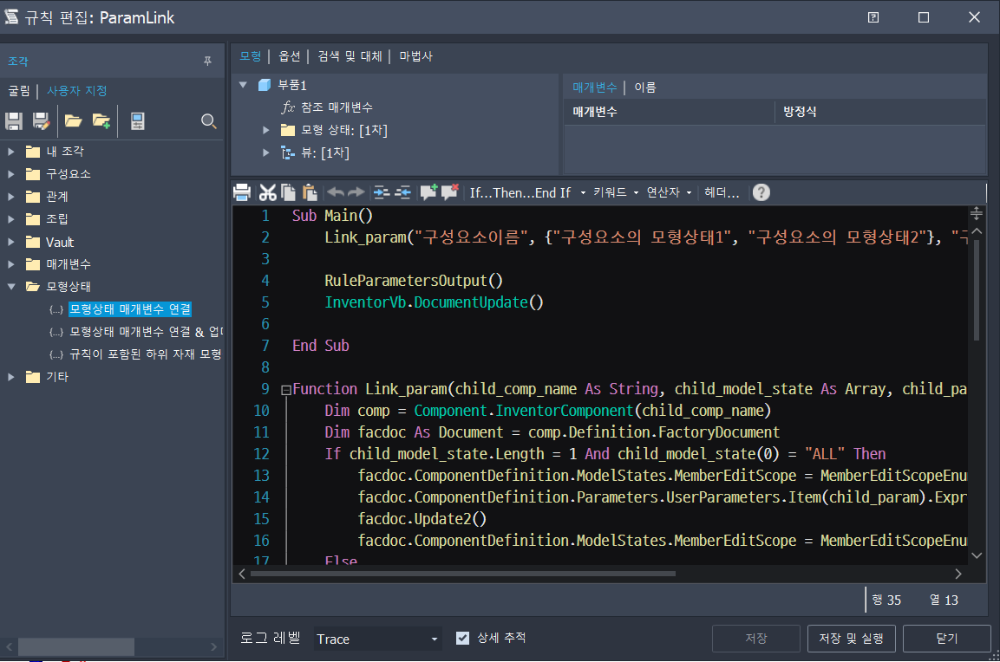 규칙 편집: ParamLink
조각
굴림 사용자 지정
내 조각
구성요소
관계
조립
Vault
매개변수
모형상태
{...} 모형상태 매개변수 연결
{...} 모형상태 매개변수 연결 & 업
{...} 규칙이 포함된 하위 자재 모형
기타
모형 옵션 검색 및 대체 마법사
부품1
fx 참조 매개변수
모형 상태: [1차]
뷰: [1차]
매개변수 이름
매개변수 방정식
If...Then...End If 키워드 연산자 헤더...
1 Sub Main()
2 Link_param("구성요소이름", {"구성요소의 모형상태1", "구성요소의 모형상태2"}, "구
3
4 RuleParametersOutput()
5 InventorVb.DocumentUpdate()
6
7 End Sub
8
9 Function Link_param(child_comp_name As String, child_model_state As Array, child_pa
10 Dim comp = Component.InventorComponent(child_comp_name)
11 Dim facdoc As Document = comp.Definition.FactoryDocument
12 If child_model_state.Length = 1 And child_model_state(0) = "ALL" Then
13 facdoc.ComponentDefinition.ModelStates.MemberEditScope = MemberEditScopeEnu
14 facdoc.ComponentDefinition.Parameters.UserParameters.Item(child_param).Expr
15 facdoc.Update2()
16 facdoc.ComponentDefinition.ModelStates.MemberEditScope = MemberEditScopeEnu
17 Else
행 35 열 13
로그 레벨 Trace 상세 추적 저장 저장 및 실행 닫기